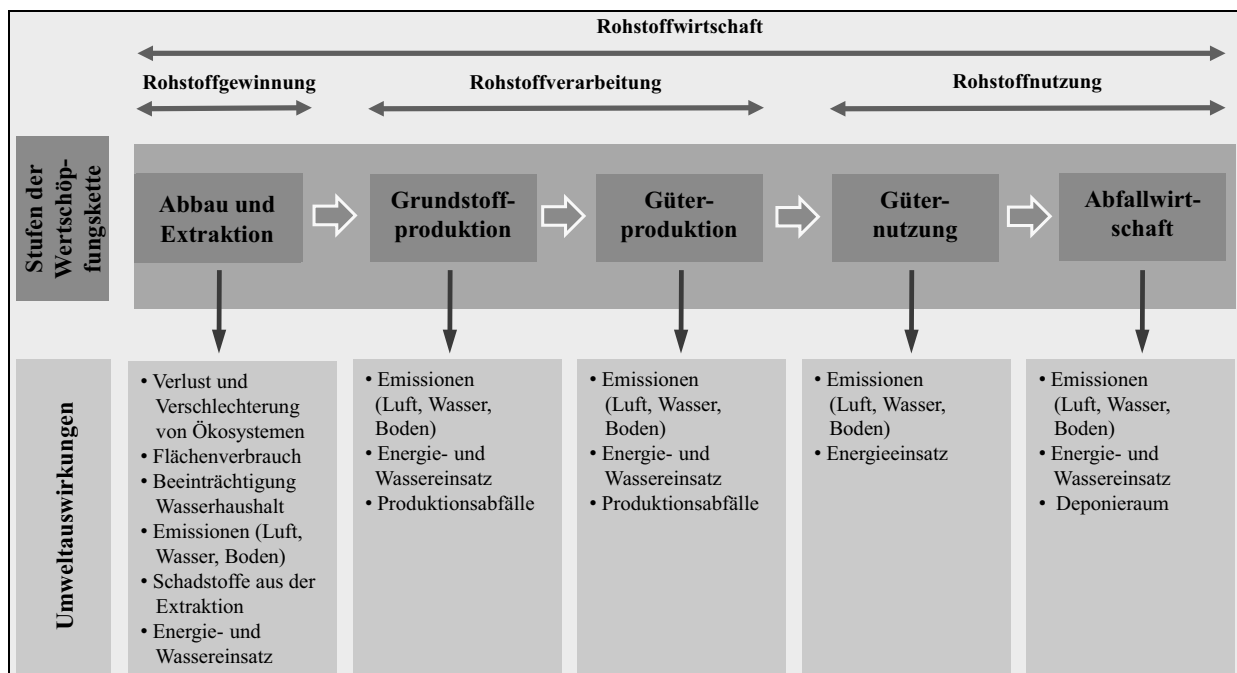 Rohstoffwirtschaft
Rohstoffgewinnung
Rohstoffverarbeitung
Rohstoffnutzung
Stufen der
Wertschöp-
fungskette
Abbau und
Extraktion
Grundstoff-
produktion
Güter-
produktion
Güter-
nutzung
Abfallwirt-
schaft
Umweltauswirkungen
• Verlust und
Verschlechterung
von Ökosystemen
• Flächenverbrauch
• Beeinträchtigung
Wasserhaushalt
• Emissionen (Luft,
Wasser, Boden)
• Schadstoffe aus der
Extraktion
• Energie- und
Wassereinsatz
• Emissionen
(Luft, Wasser,
Boden)
• Energie- und
Wassereinsatz
• Produktionsabfälle
• Emissionen
(Luft, Wasser,
Boden)
• Energie- und
Wassereinsatz
• Produktionsabfälle
• Emissionen
(Luft, Wasser,
Boden)
• Energieeinsatz
• Emissionen
(Luft, Wasser,
Boden)
• Energie- und
Wassereinsatz
• Deponieraum